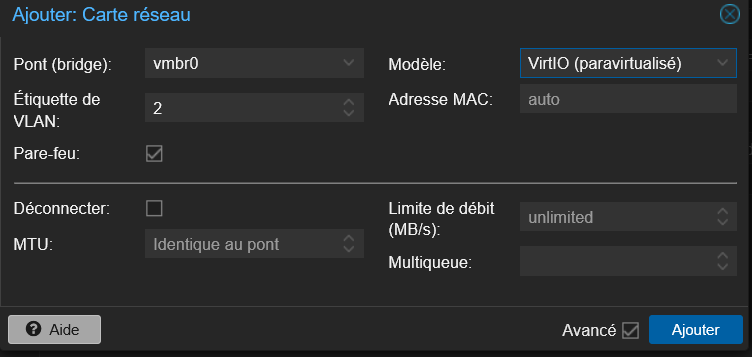 Ajouter: Carte réseau
Pont (bridge): vmbr0 Modèle: VirtIO (paravirtualisé)
Étiquette de VLAN: 2 Adresse MAC: auto
Pare-feu:
Déconnecter: Limite de débit (MB/s): unlimited
MTU: Identique au pont Multiqueue:
Aide Avancé Ajouter